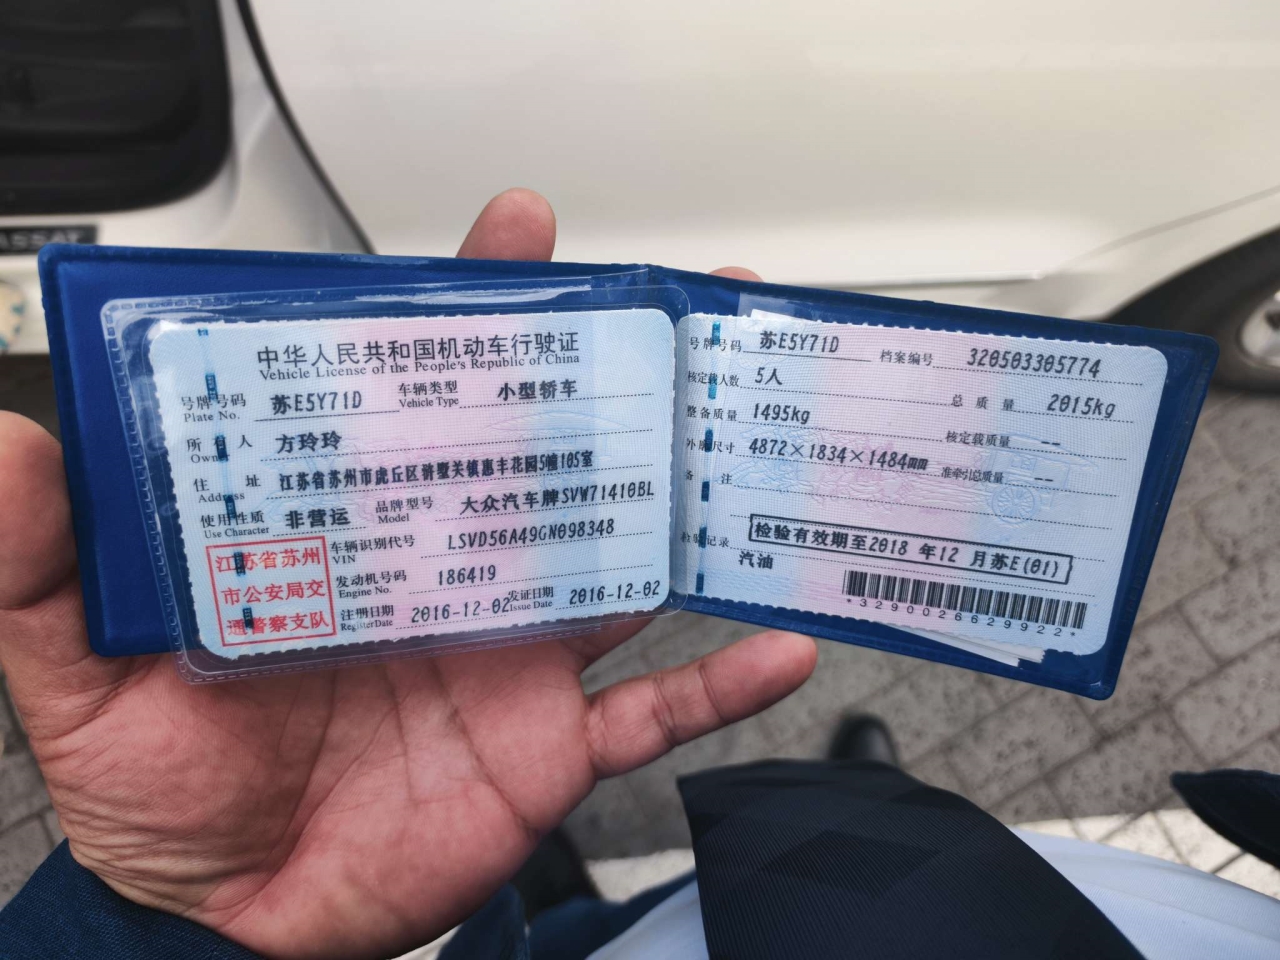 ASSAT
中华人民共和国机动车行驶证
Vehicle License of the People's Republic of China
号牌号码 苏E5Y71D 车辆类型 小型轿车
Plate No. Vehicle Type
所有人 方玲玲
Owner
住址 江苏省苏州市虎丘区浒墅关镇惠丰花园5幢105室
Address
使用性质 非营运 品牌型号 大众汽车牌SVW71410BL
Use Character Model
江苏省苏州
市公安局交
通警察支队
车辆识别代号 LSVD56A49GN098348
VIN
发动机号码 186419
Engine No.
注册日期 2016-12-02 发证日期 2016-12-02
Register Date Issue Date
号牌号码 苏E5Y71D 档案编号 320503305774
核定载人数 5人 总质量 2015kg
整备质量 1495kg 核定载质量 --
外廓尺寸 4872×1834×1484mm 准牵引总质量 --
备注
检验记录 检验有效期至2018 年12 月苏E(01)
汽油
*3290026629922*